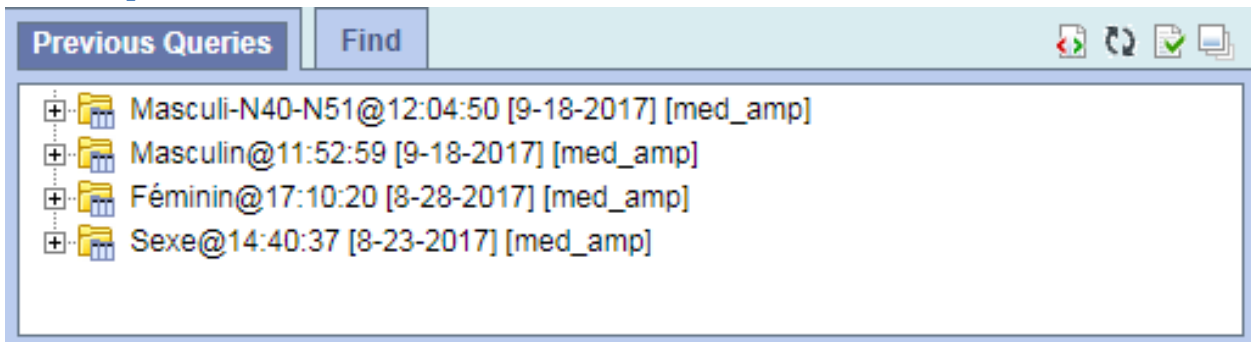 Previous Queries Find
Masculi-N40-N51@12:04:50 [9-18-2017] [med_amp]
Masculin@11:52:59 [9-18-2017] [med_amp]
Féminin@17:10:20 [8-28-2017] [med_amp]
Sexe@14:40:37 [8-23-2017] [med_amp]